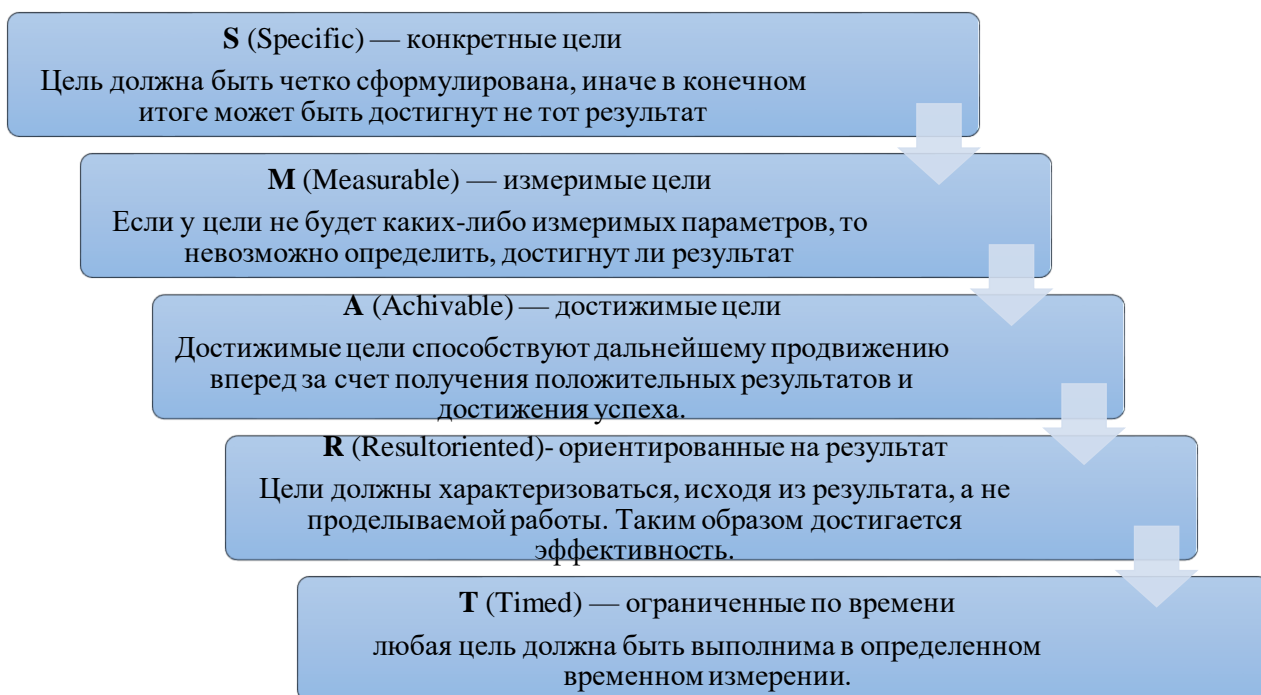 S (Specific) — конкретные цели
Цель должна быть четко сформулирована, иначе в конечном
итоге может быть достигнут не тот результат
M (Measurable) — измеримые цели
Если у цели не будет каких-либо измеримых параметров, то
невозможно определить, достигнут ли результат
A (Achivable) — достижимые цели
Достижимые цели способствуют дальнейшему продвижению
вперед за счет получения положительных результатов и
достижения успеха.
R (Resultoriented)- ориентированные на результат
Цели должны характеризоваться, исходя из результата, а не
проделываемой работы. Таким образом достигается
эффективность.
T (Timed) — ограниченные по времени
любая цель должна быть выполнима в определенном
временном измерении.